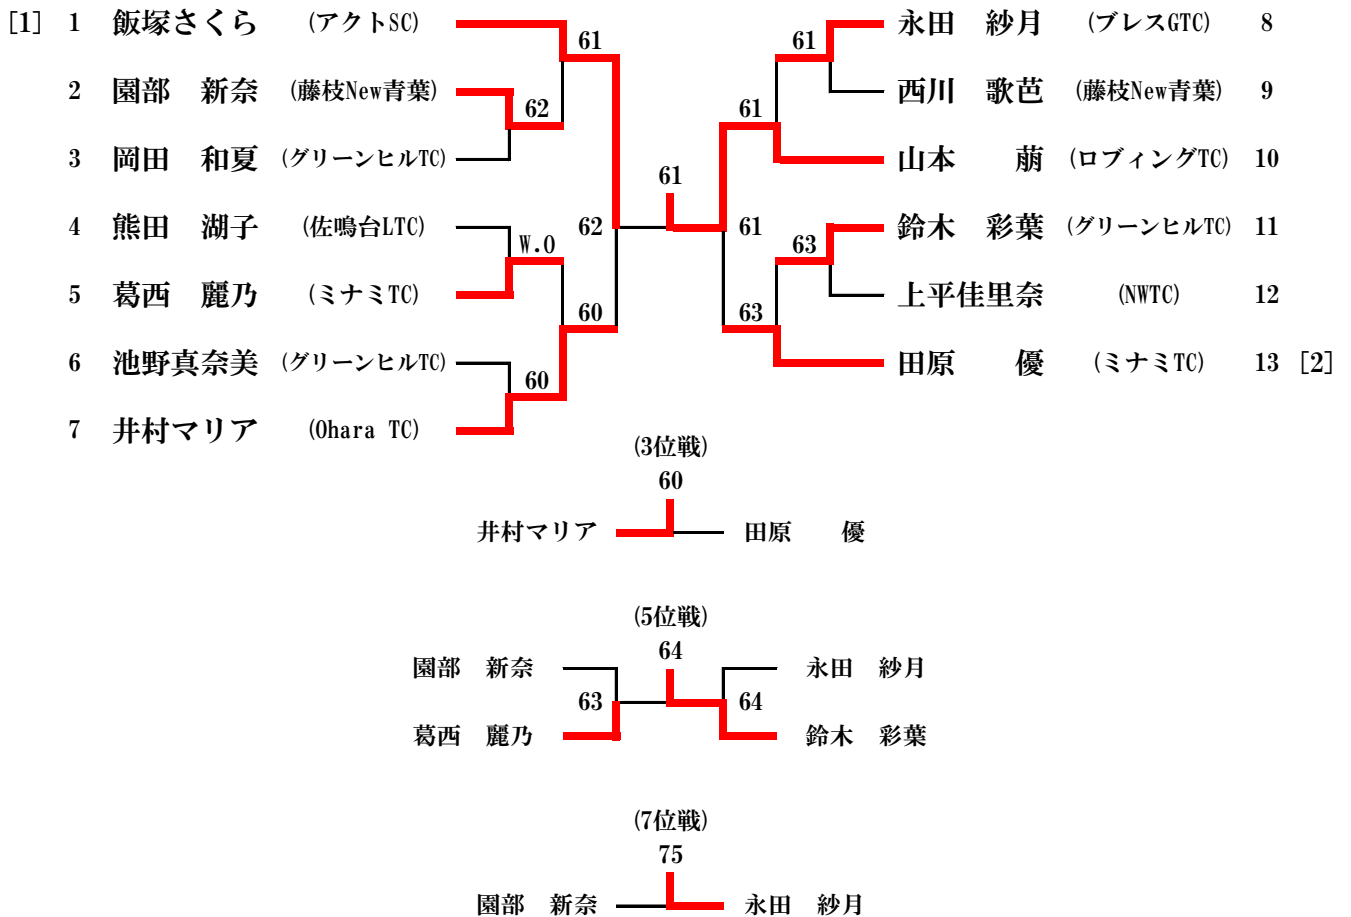 [1] 1 飯塚さくら (アクトSC) 61 61 永田 紗月 (ブレスGTC) 8
2 園部 新奈 (藤枝New青葉) 62 61 西川 歌芭 (藤枝New青葉) 9
3 岡田 和夏 (グリーンヒルTC) 61 山本 萠 (ロブィングTC) 10
4 熊田 湖子 (佐鳴台LTC) W.O 62 61 63 鈴木 彩葉 (グリーンヒルTC) 11
5 葛西 麗乃 (ミナミTC) 60 63 上平佳里奈 (NWTC) 12
6 池野真奈美 (グリーンヒルTC) 60 田原 優 (ミナミTC) 13 [2]
7 井村マリア (Ohara TC)
(3位戦)
60
井村マリア 田原 優
(5位戦)
64
園部 新奈 永田 紗月
63 64
葛西 麗乃 鈴木 彩葉
(7位戦)
75
園部 新奈 永田 紗月